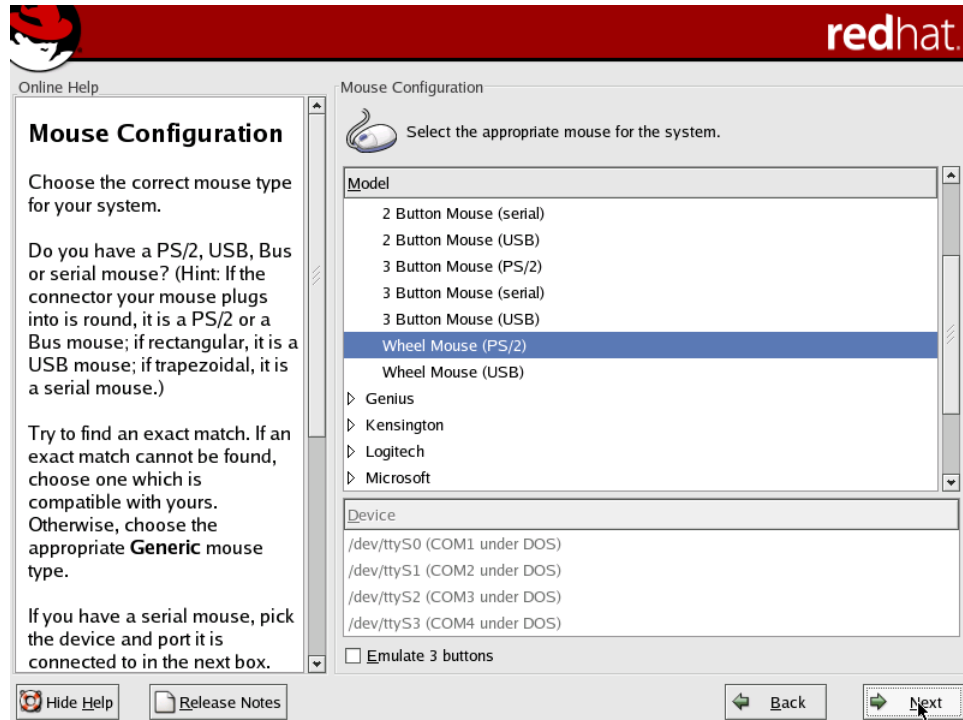 redhat.
Online Help
Mouse Configuration
Choose the correct mouse type
for your system.
Do you have a PS/2, USB, Bus
or serial mouse? (Hint: If the
connector your mouse plugs
into is round, it is a PS/2 or a
Bus mouse; if rectangular, it is a
USB mouse; if trapezoidal, it is
a serial mouse.)
Try to find an exact match. If an
exact match cannot be found,
choose one which is
compatible with yours.
Otherwise, choose the
appropriate Generic mouse
type.
If you have a serial mouse, pick
the device and port it is
connected to in the next box.
Mouse Configuration
Select the appropriate mouse for the system.
Model
2 Button Mouse (serial)
2 Button Mouse (USB)
3 Button Mouse (PS/2)
3 Button Mouse (serial)
3 Button Mouse (USB)
Wheel Mouse (PS/2)
Wheel Mouse (USB)
Genius
Kensington
Logitech
Microsoft
Device
/dev/ttyS0 (COM1 under DOS)
/dev/ttyS1 (COM2 under DOS)
/dev/ttyS2 (COM3 under DOS)
/dev/ttyS3 (COM4 under DOS)
Emulate 3 buttons
Hide Help
Release Notes
Back
Next